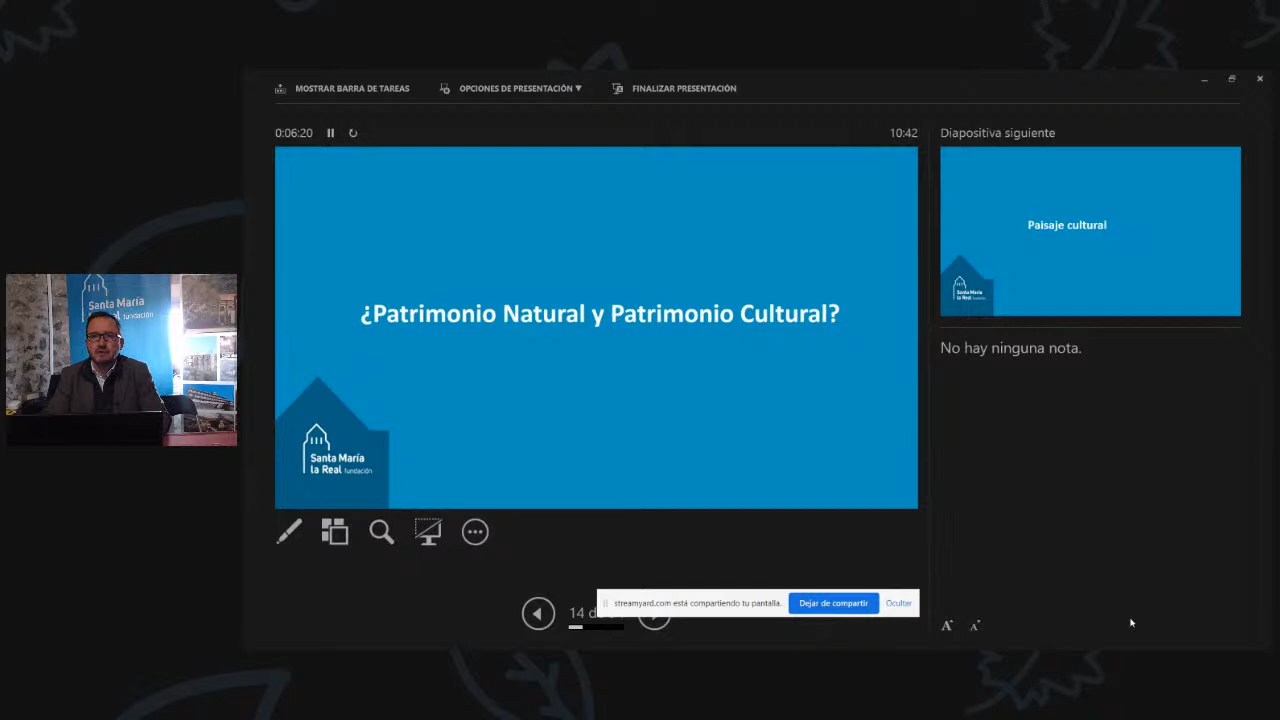 MOSTRAR BARRA DE TAREAS
OPCIONES DE PRESENTACIÓN ▼
FINALIZAR PRESENTACIÓN
0:06:20
10:42
Diapositiva siguiente
¿Patrimonio Natural y Patrimonio Cultural?
Santa María
la Real fundación
Paisaje cultural
Santa María
la Real fundación
No hay ninguna nota.
Santa María
la Real fundación
14 d
streamyard.com está compartiendo tu pantalla.
Dejar de compartir
Ocultar
A
A